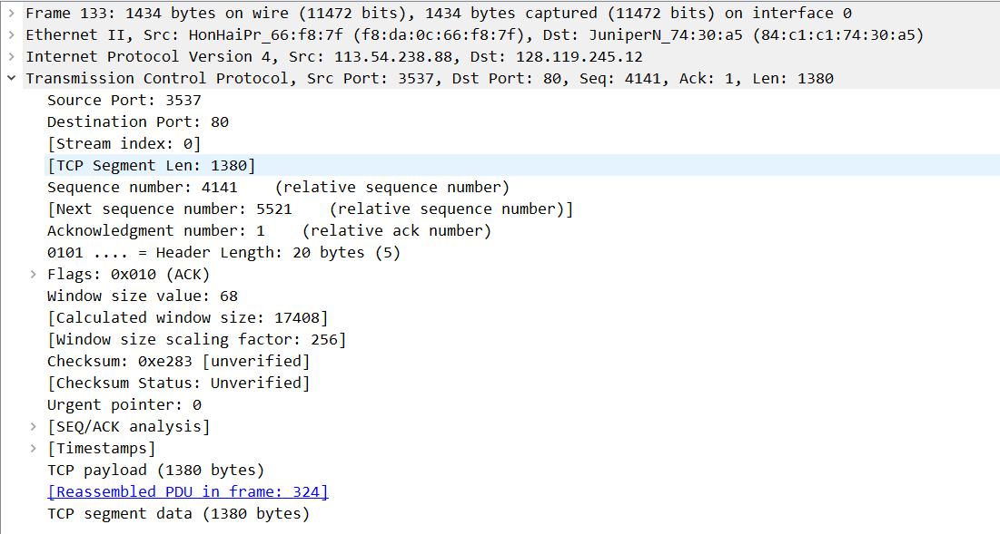 Frame 133: 1434 bytes on wire (11472 bits), 1434 bytes captured (11472 bits) on interface 0
Ethernet II, Src: HonHaiPr_66:f8:7f (f8:da:0c:66:f8:7f), Dst: JuniperN_74:30:a5 (84:c1:c1:74:30:a5)
Internet Protocol Version 4, Src: 113.54.238.88, Dst: 128.119.245.12
Transmission Control Protocol, Src Port: 3537, Dst Port: 80, Seq: 4141, Ack: 1, Len: 1380
Source Port: 3537
Destination Port: 80
[Stream index: 0]
[TCP Segment Len: 1380]
Sequence number: 4141    (relative sequence number)
[Next sequence number: 5521    (relative sequence number)]
Acknowledgment number: 1    (relative ack number)
0101 .... = Header Length: 20 bytes (5)
Flags: 0x010 (ACK)
Window size value: 68
[Calculated window size: 17408]
[Window size scaling factor: 256]
Checksum: 0xe283 [unverified]
[Checksum Status: Unverified]
Urgent pointer: 0
[SEQ/ACK analysis]
[Timestamps]
TCP payload (1380 bytes)
[Reassembled PDU in frame: 324]
TCP segment data (1380 bytes)